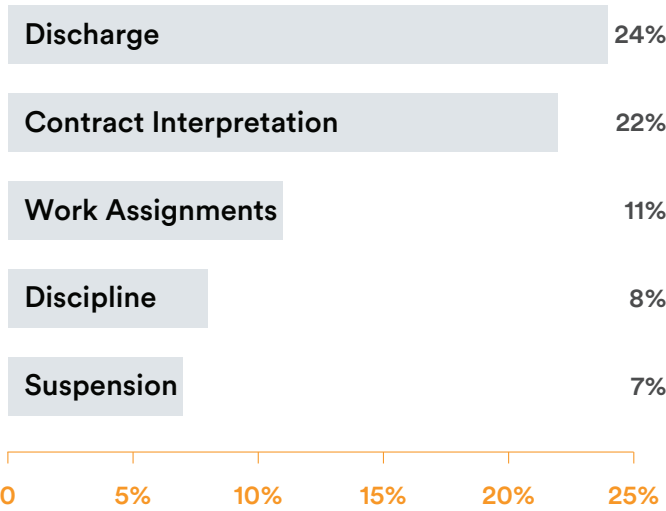 Discharge 24%
Contract Interpretation 22%
Work Assignments 11%
Discipline 8%
Suspension 7%
0 5% 10% 15% 20% 25%